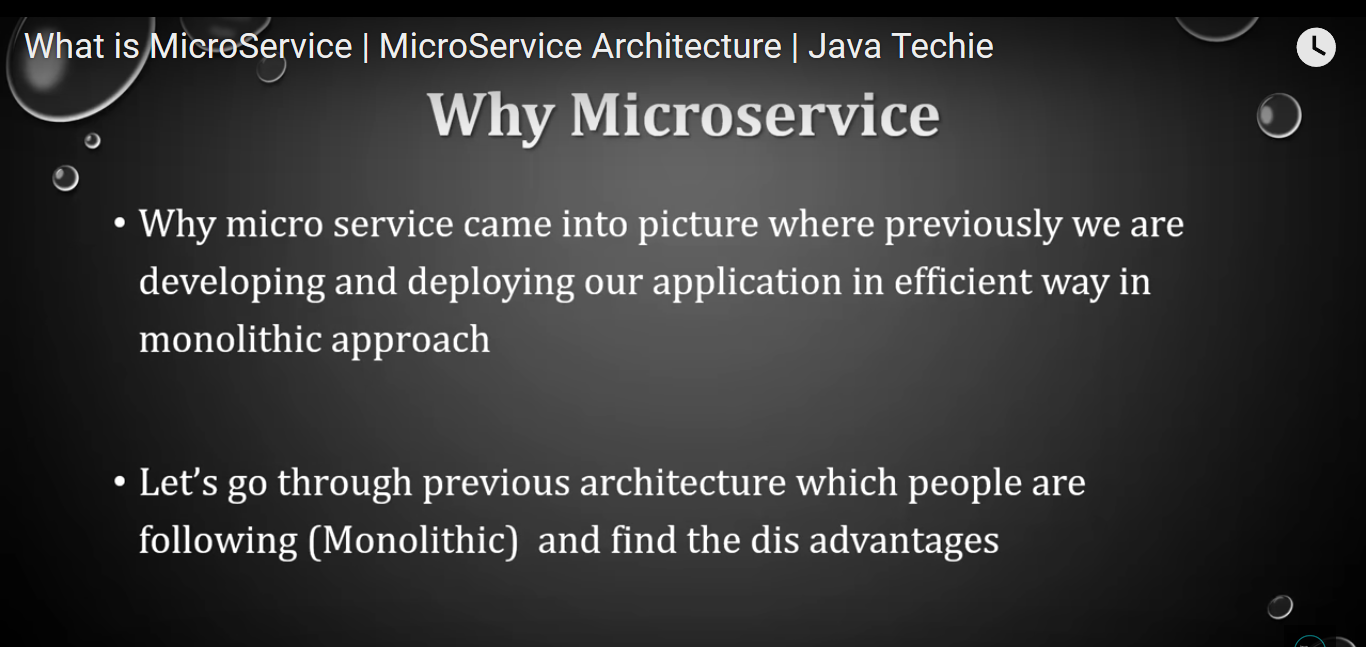 What is MicroService | MicroService Architecture | Java Techie
Why Microservice
• Why micro service came into picture where previously we are
developing and deploying our application in efficient way in
monolithic approach
• Let’s go through previous architecture which people are
following (Monolithic)  and find the dis advantages